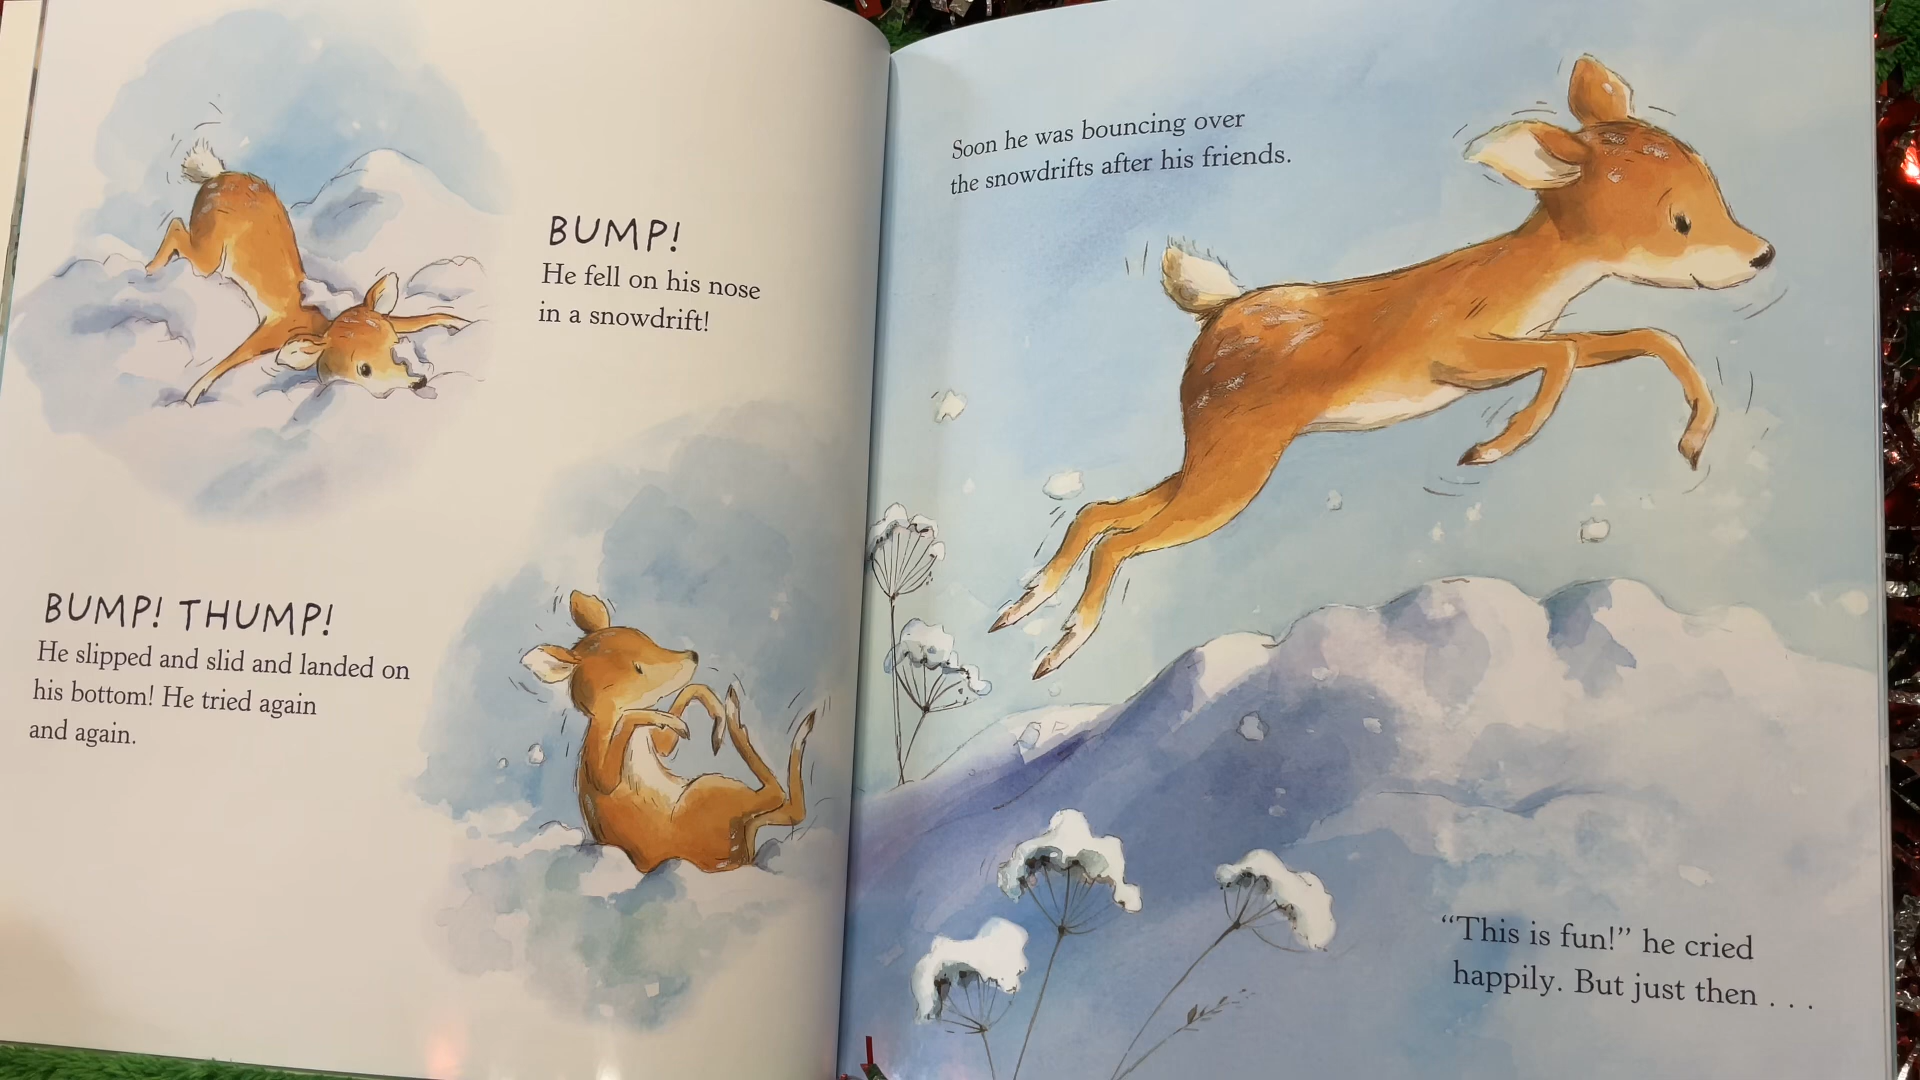 BUMP!
He fell on his nose
in a snowdrift!
BUMP! THUMP!
He slipped and slid and landed on
his bottom! He tried again
and again.
Soon he was bouncing over
the snowdrifts after his friends.
“This is fun!” he cried
happily. But just then . . .